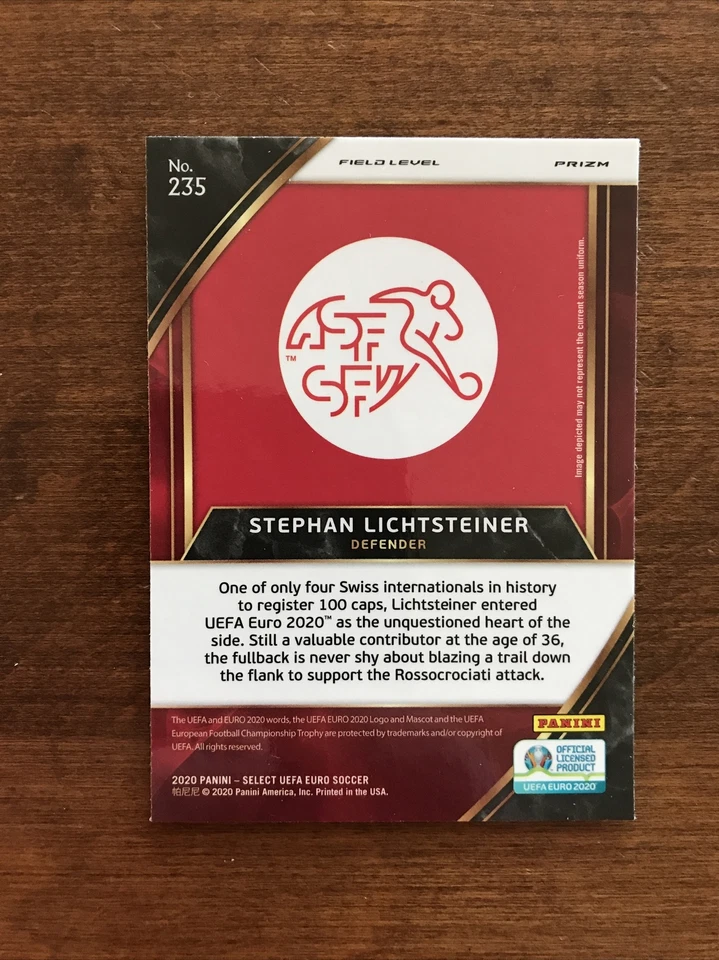 No.
235
FIELD LEVEL
PRIZM
Image depicted may not represent the current season uniform.
ASF
SFV
TM
STEPHAN LICHTSTEINER
DEFENDER
One of only four Swiss internationals in history
to register 100 caps, Lichtsteiner entered
UEFA Euro 2020™ as the unquestioned heart of the
side. Still a valuable contributor at the age of 36,
the fullback is never shy about blazing a trail down
the flank to support the Rossocrociati attack.
The UEFA and EURO 2020 words, the UEFA EURO 2020 Logo and Mascot and the UEFA
European Football Championship Trophy are protected by trademarks and/or copyright of
UEFA. All rights reserved.
PANINI
OFFICIAL
LICENSED
PRODUCT
UEFA EURO 2020
2020 PANINI – SELECT UEFA EURO SOCCER
帕尼尼 © 2020 Panini America, Inc. Printed in the USA.